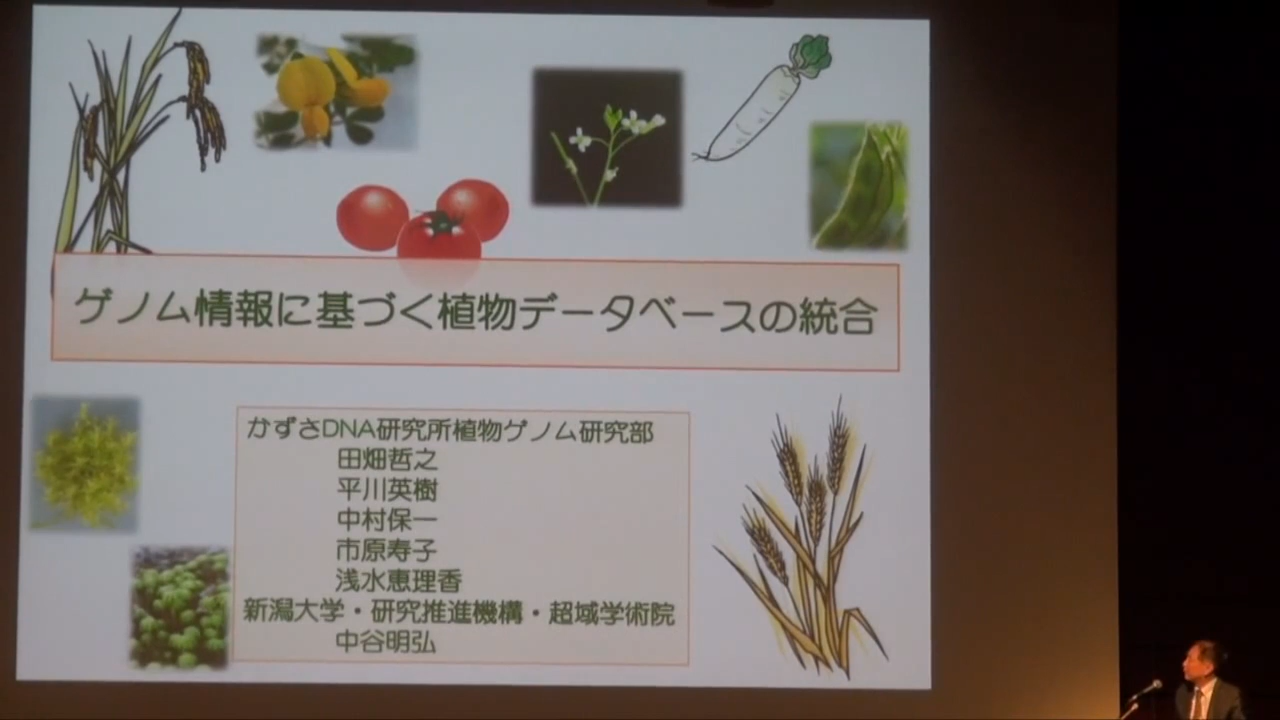 ゲノム情報に基づく植物データベースの統合
かずさDNA研究所植物ゲノム研究部
田畑哲之
平川英樹
中村保一
市原寿子
浅水恵理香
新潟大学・研究推進機構・超域学術院
中谷明弘